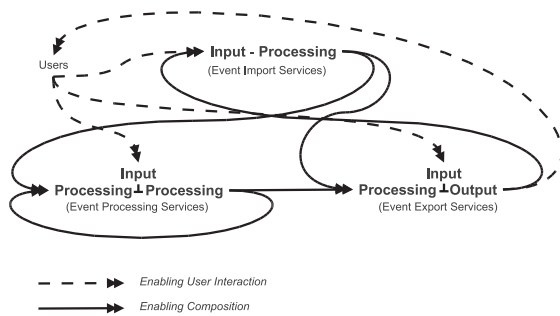 Users
Input - Processing
(Event Import Services)
Input
Processing Processing
(Event Processing Services)
Input
Processing Output
(Event Export Services)
Enabling User Interaction
Enabling Composition